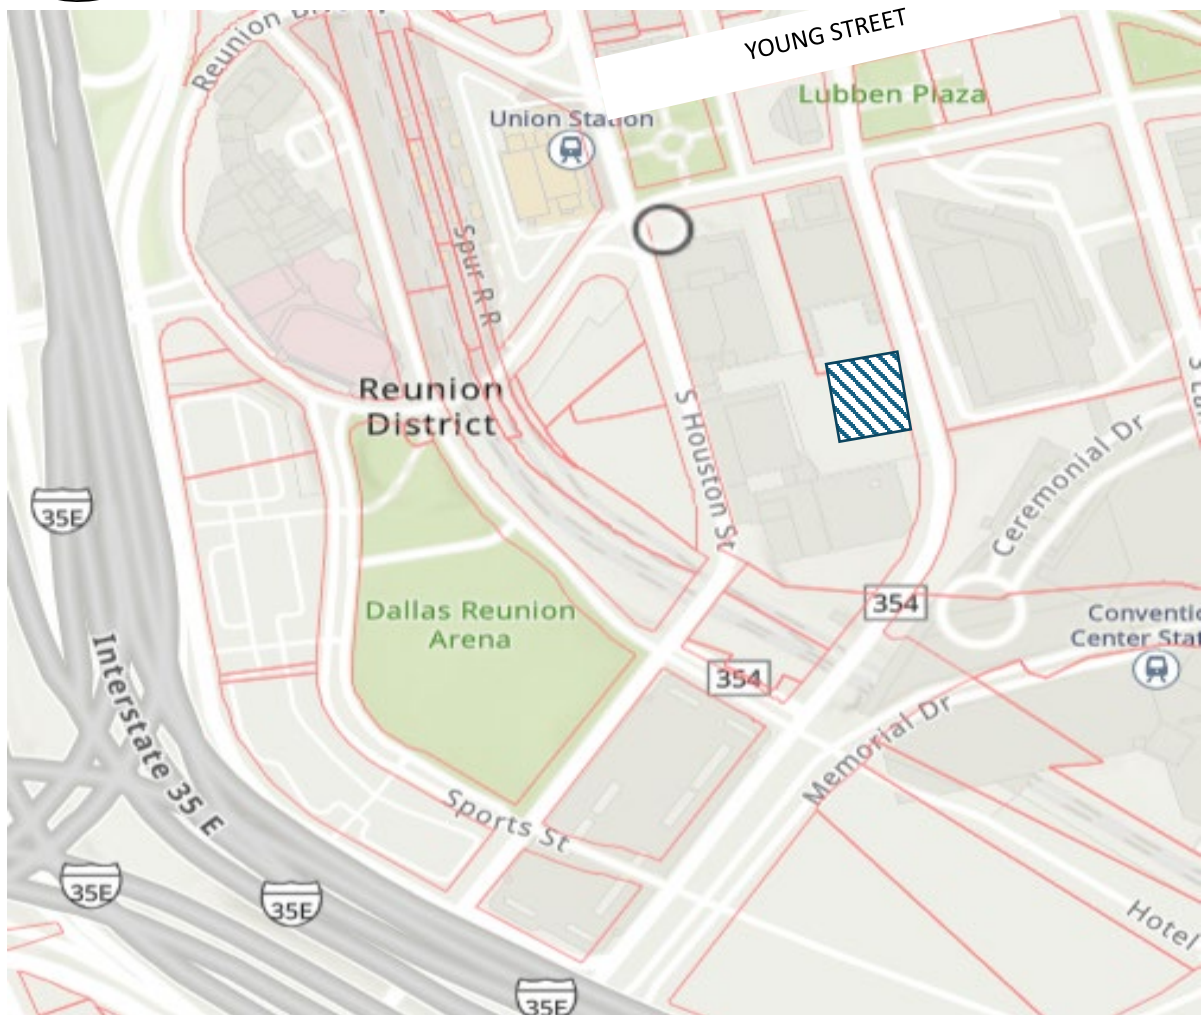 Reunion
YOUNG STREET
Lubben Plaza
Union Station
Spur R R
Reunion
District
S Houston St
Ceremonial Dr
35E
354
Dallas Reunion
Arena
Conventio
Center Stat
354
Interstate 35 E
Memorial Dr
Sports St
35E
35E
Hotel
35E